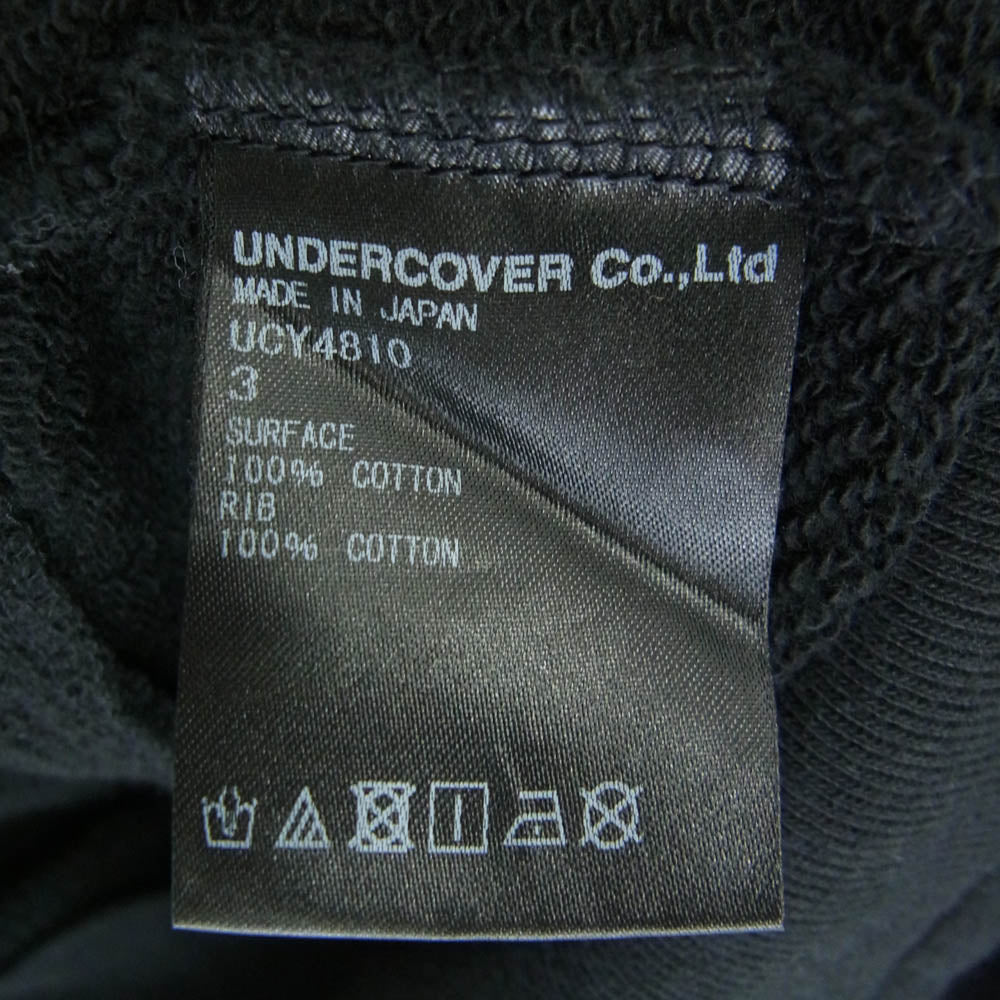 UNDERCOVER Co.,Ltd
MADE IN JAPAN
UCY4810
3
SURFACE
100% COTTON
RIB
100% COTTON